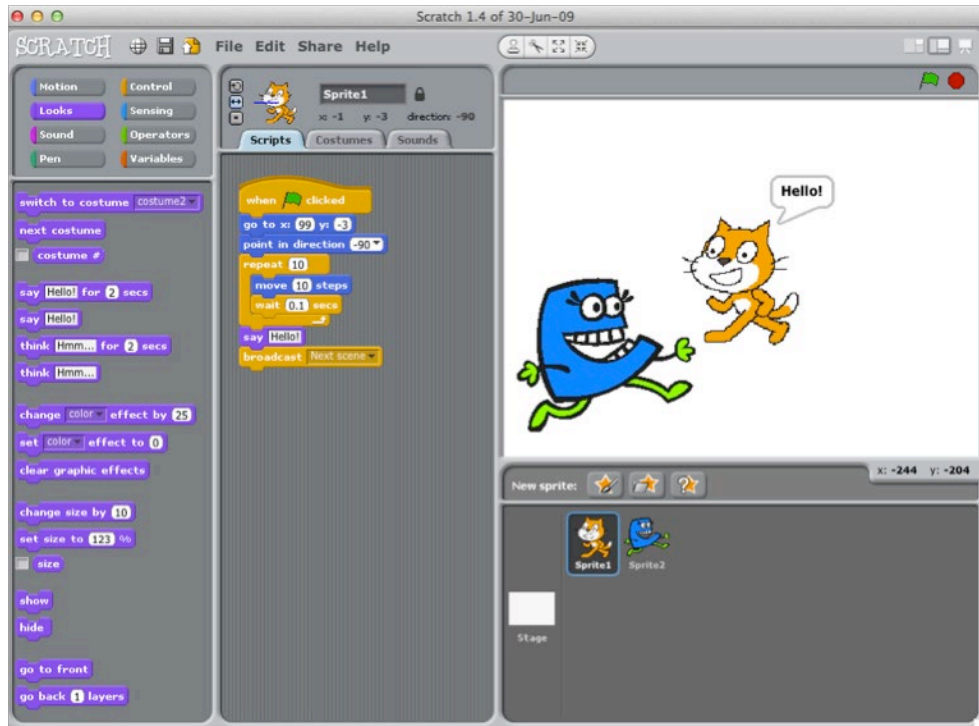 Scratch 1.4 of 30-Jun-09
SCRATCH File Edit Share Help
Motion Control
Looks Sensing
Sound Operators
Pen Variables
switch to costume costume2
next costume
costume #
say Hello! for 2 secs
say Hello!
think Hmm... for 2 secs
think Hmm...
change color effect by 25
set color effect to 0
clear graphic effects
change size by 10
set size to 123 %
size
show
hide
go to front
go back 1 layers
Sprite1
x: -1 y: -3 direction: -90
Scripts Costumes Sounds
when clicked
go to x: 99 y: -3
point in direction -90
repeat 10
move 10 steps
wait 0.1 secs
say Hello!
broadcast Next scene
Hello!
x: -244 y: -204
New sprite:
Sprite1 Sprite2
Stage